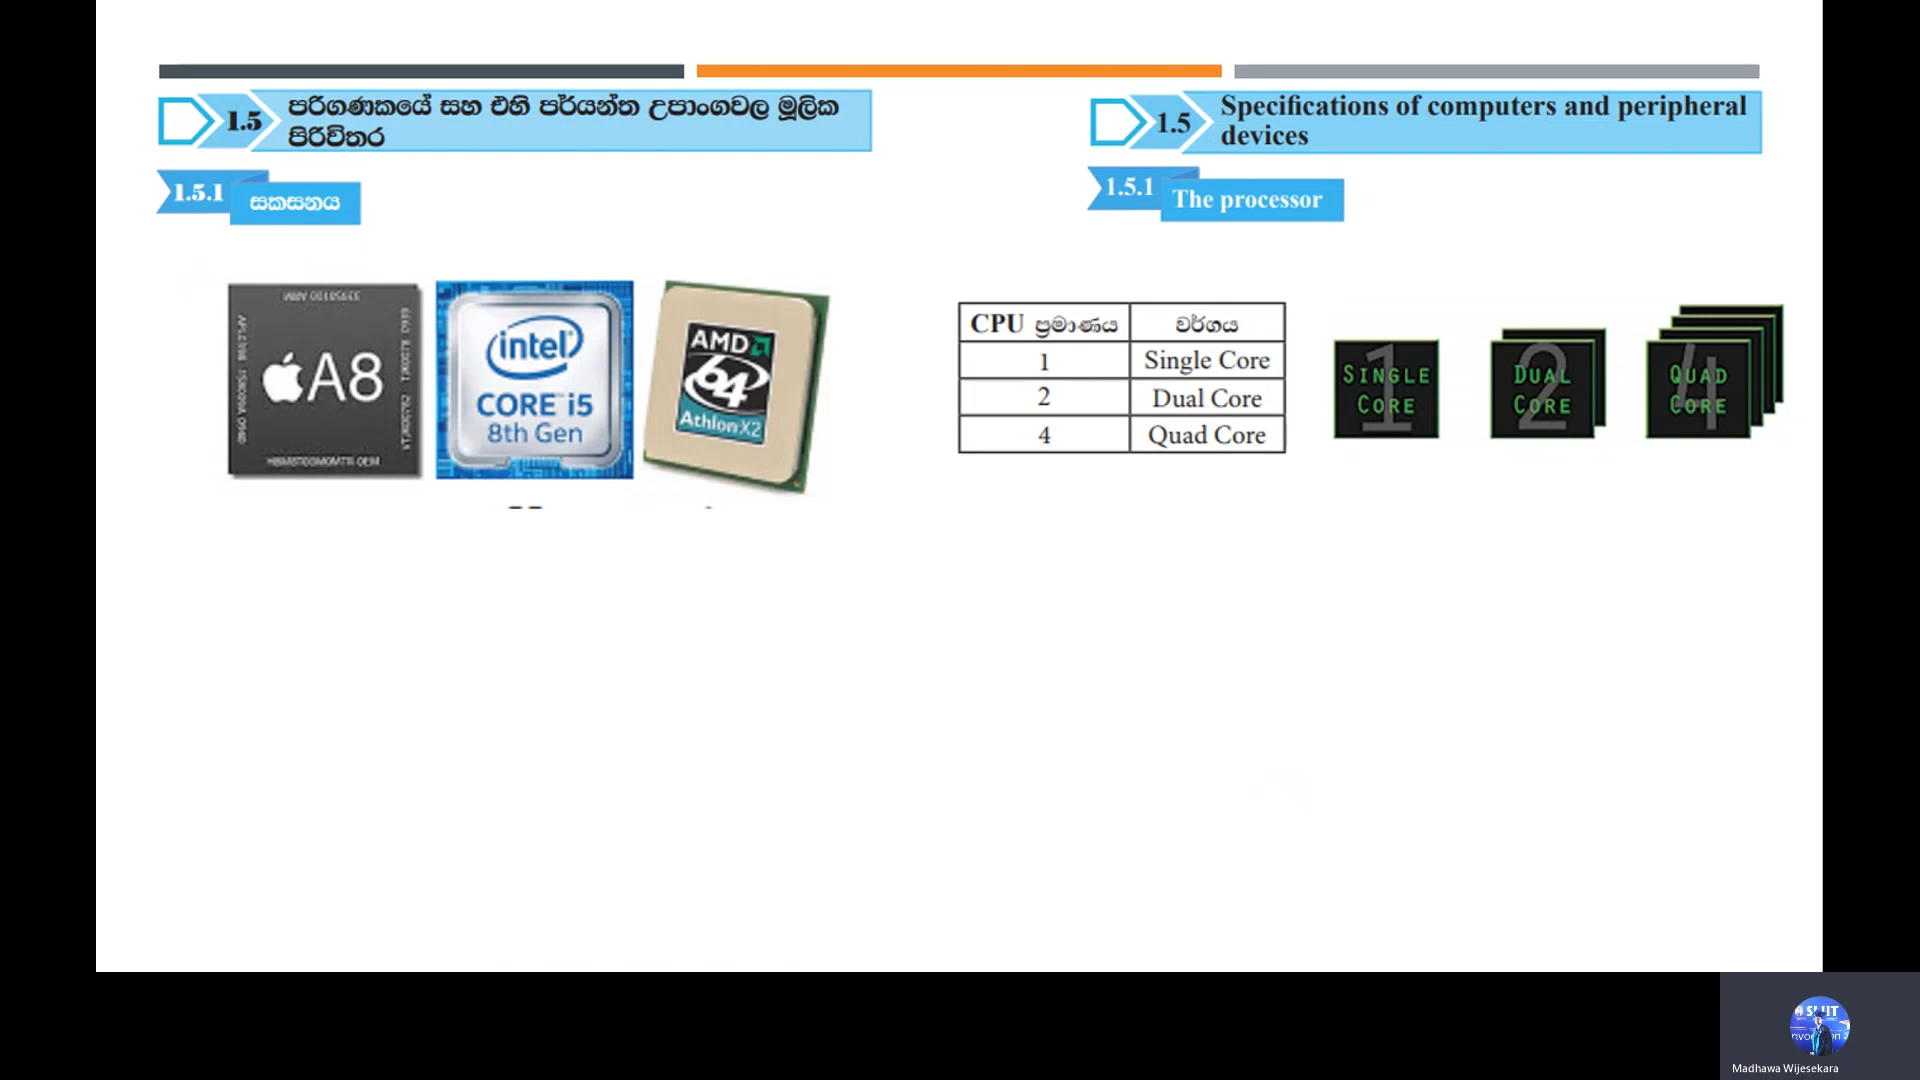 1.5
පරිගණකයේ සහ එහි පර්යන්ත උපාංගවල මූලික
පිරිවිතර
1.5.1
සකසනය
1.5
Specifications of computers and peripheral
devices
1.5.1
The processor
A8
intel
CORE i5
8th Gen
AMD
64
Athlon X2
CPU ප්‍රමාණය වර්ගය
1 Single Core
2 Dual Core
4 Quad Core
1
SINGLE
CORE
2
DUAL
CORE
4
QUAD
CORE
Madhawa Wijesekara